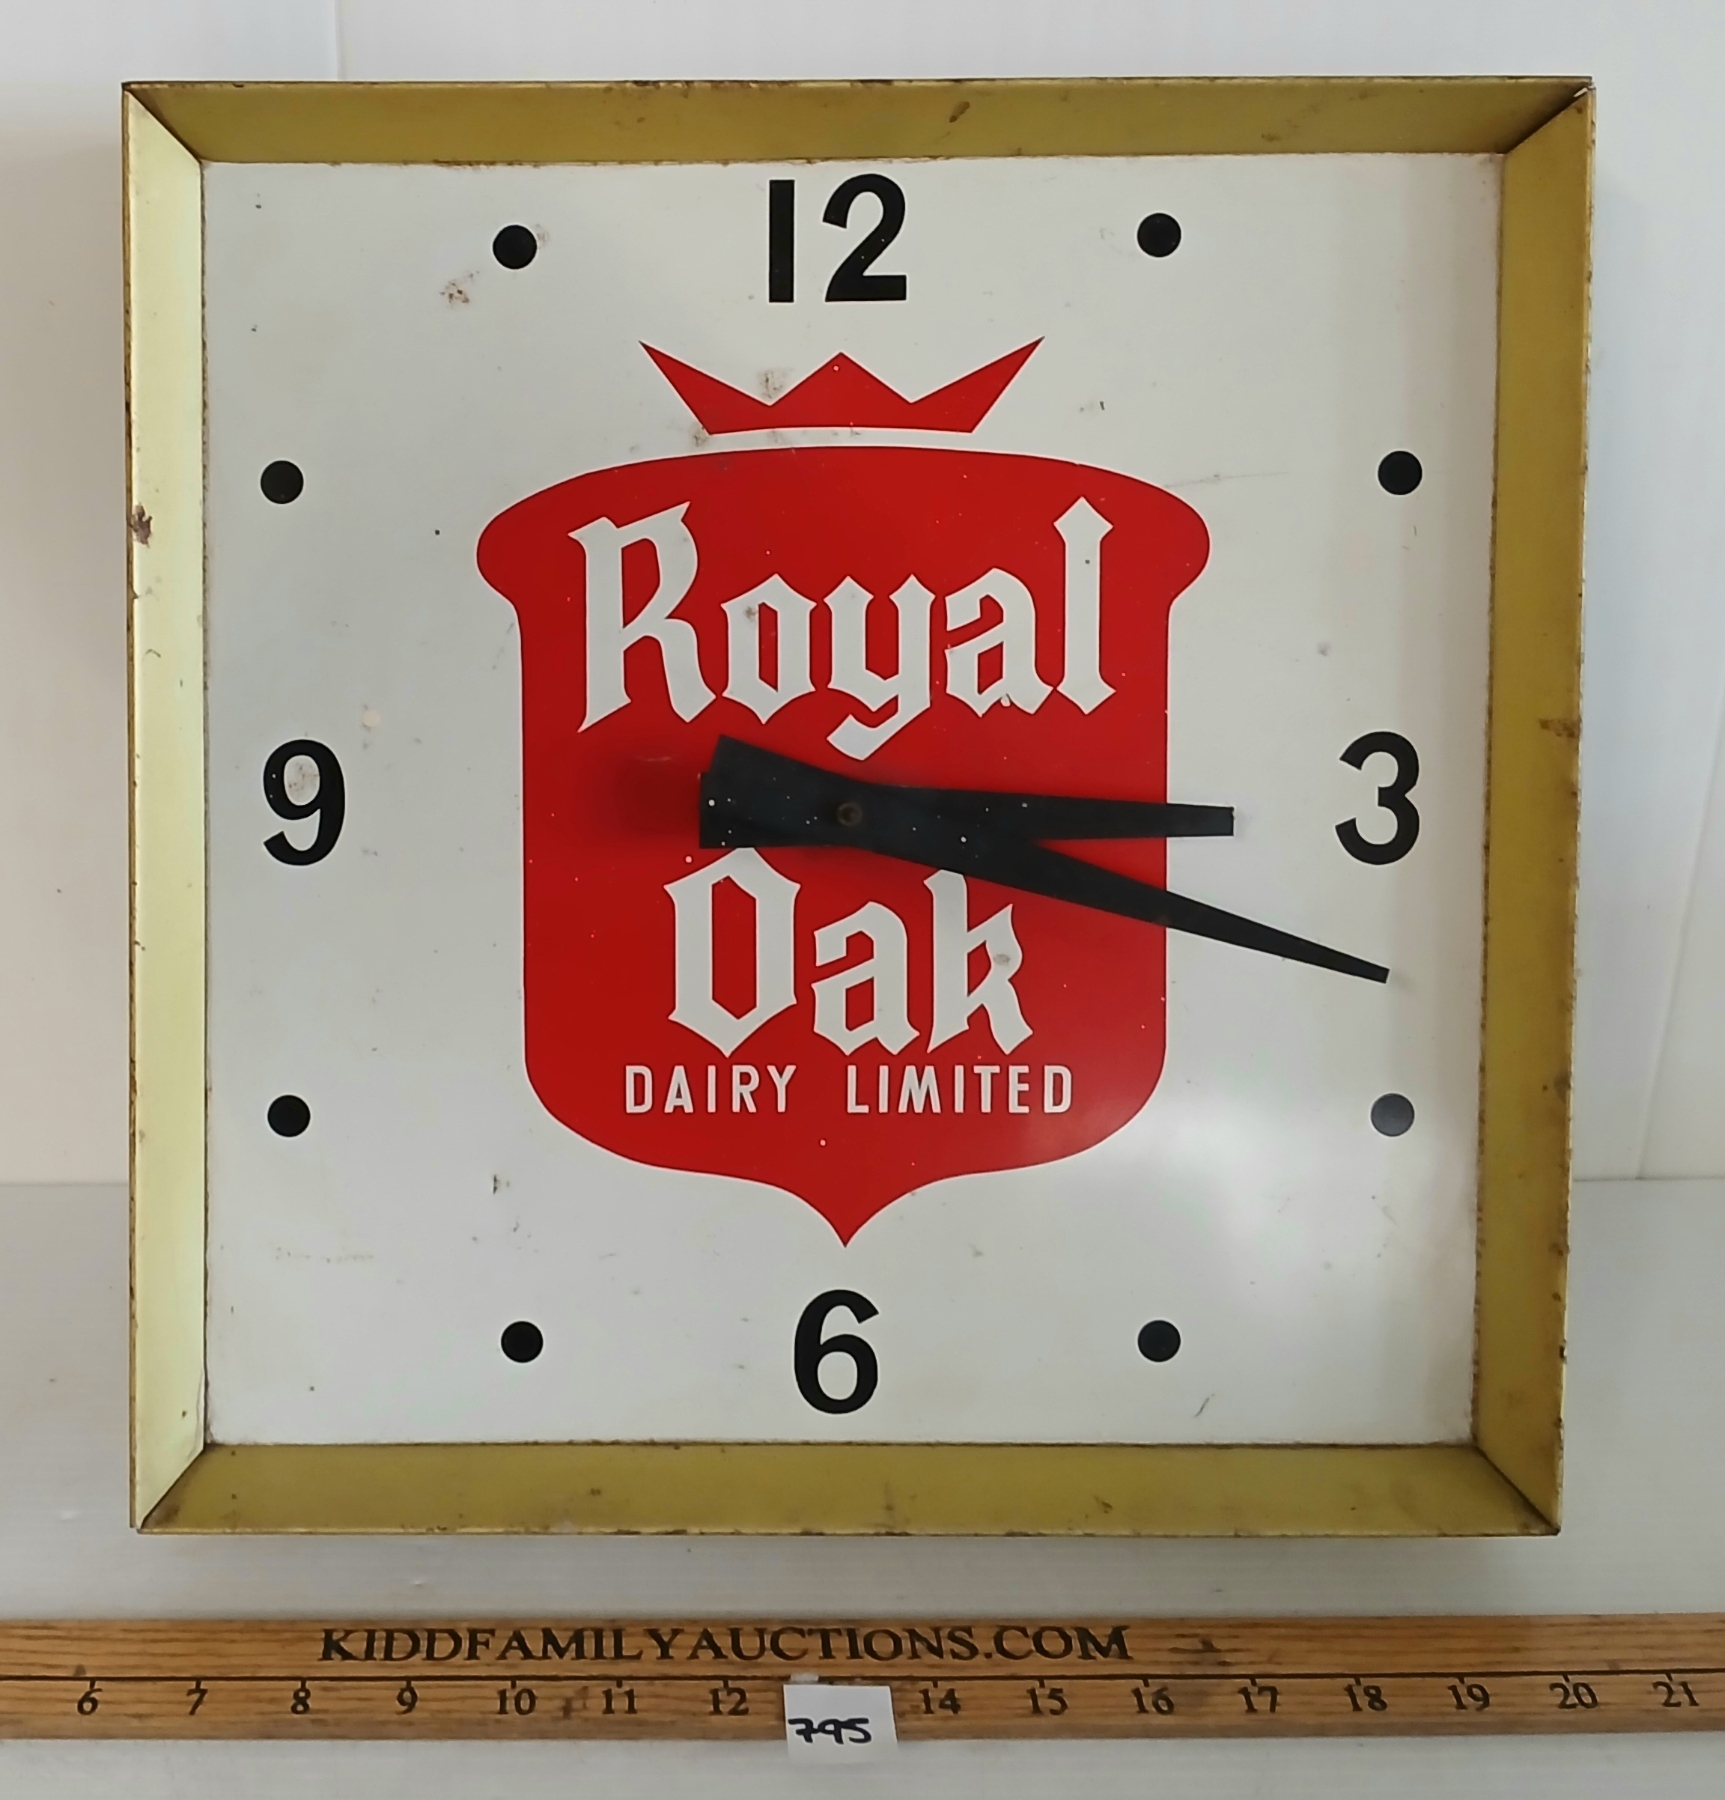 12
Royal
9 3
Oak
DAIRY LIMITED
6
KIDDFAMILYAUCTIONS.COM
6 7 8 9 10 11 12 14 15 16 17 18 19 20 21
795